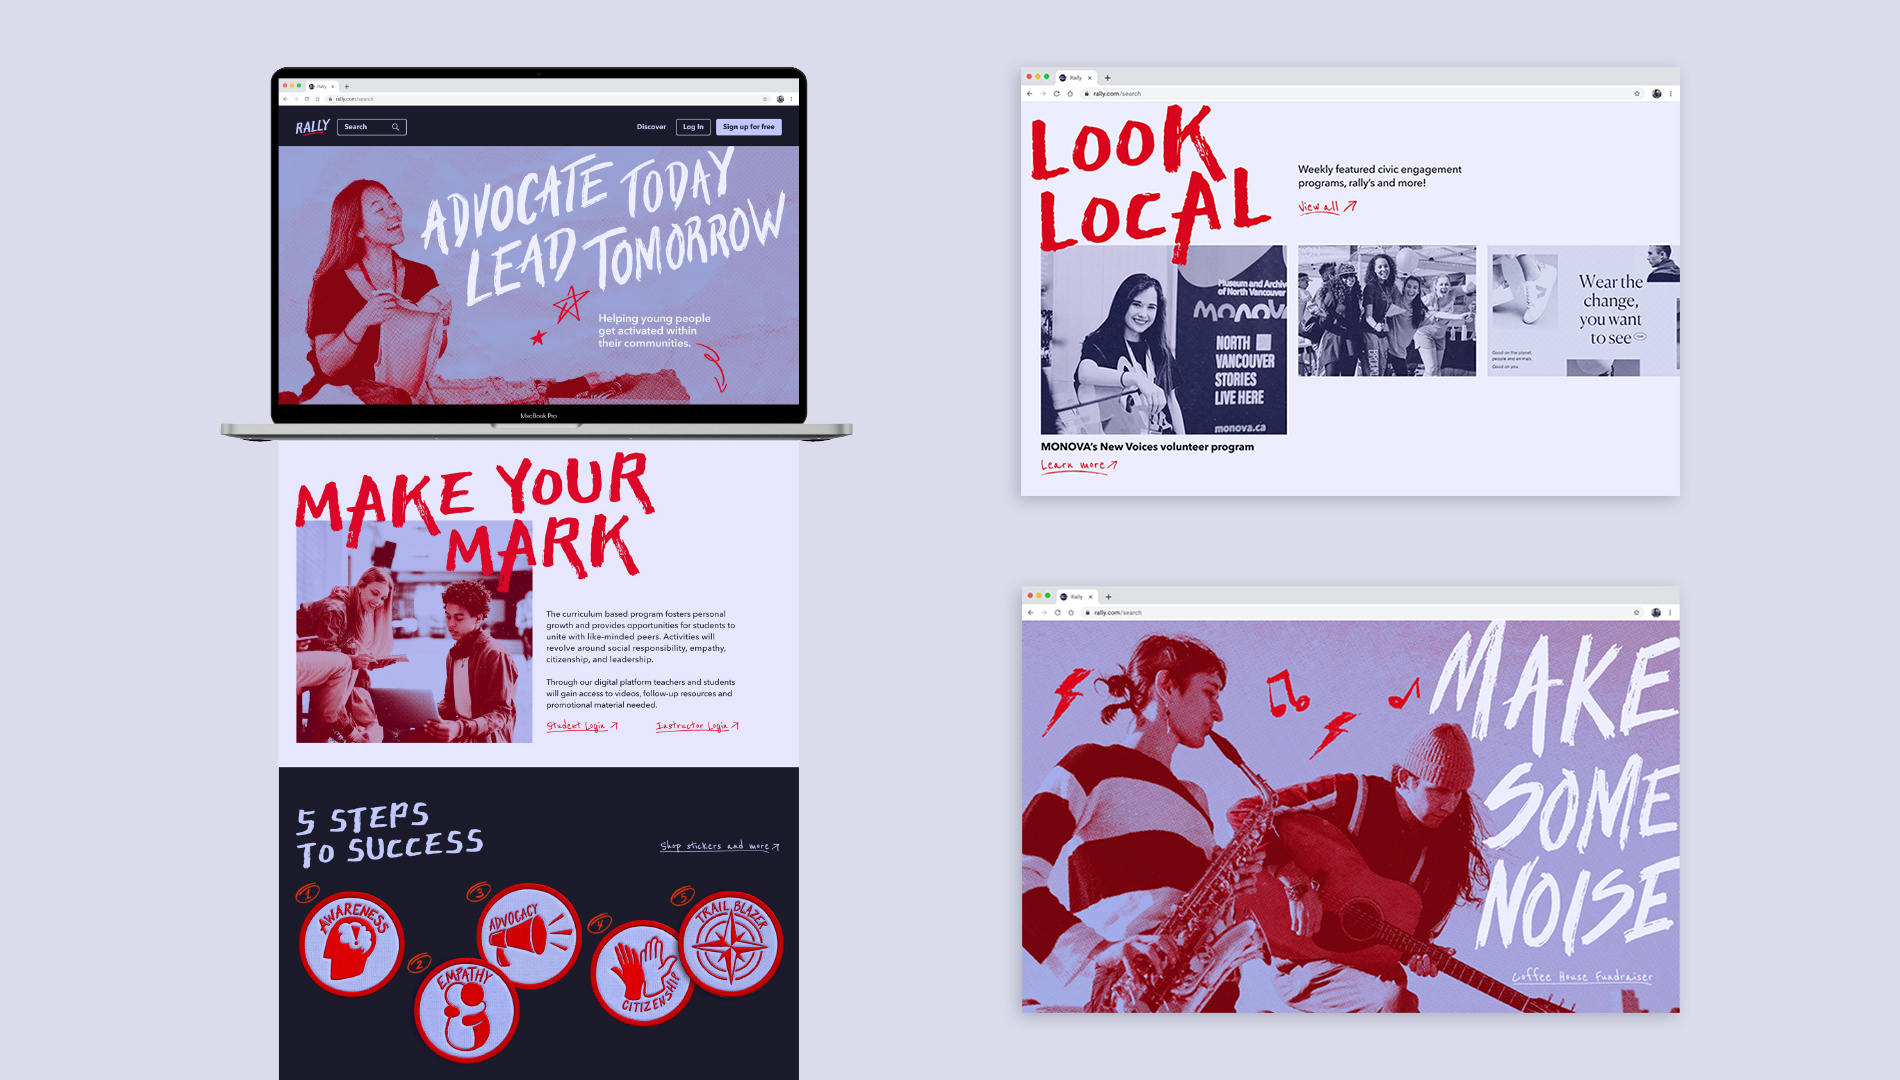 Rally
rally.com/search
RALLY
Search
Discover
Log In
Sign up for free
ADVOCATE TODAY
LEAD TOMORROW
Helping young people
get activated within
their communities.
MacBook Pro
MAKE YOUR
MARK
The curriculum based program fosters personal
growth and provides opportunities for students to
unite with like-minded peers. Activities will
revolve around social responsibility, empathy,
citizenship, and leadership.
Through our digital platform teachers and students
will gain access to videos, follow-up resources and
promotional material needed.
Student Login
Instructor Login
5 STEPS
TO SUCCESS
Shop stickers and more
1
AWARENESS
2
EMPATHY
3
ADVOCACY
4
CITIZENSHIP
5
TRAIL BLAZER
Rally
rally.com/search
LOOK
LOCAL
Weekly featured civic engagement
programs, rally's and more!
View all
Museum and Archiv
of North Vancouver
MONOV
NORTH
VANCOUVER
STORIES
LIVE HERE
monova.ca
Wear the
change,
you want
to see
Good on the planet,
people and animals.
Good on you.
MONOVA's New Voices volunteer program
Learn more
Rally
rally.com/search
MAKE
SOME
NOISE
Coffee House Fundraiser